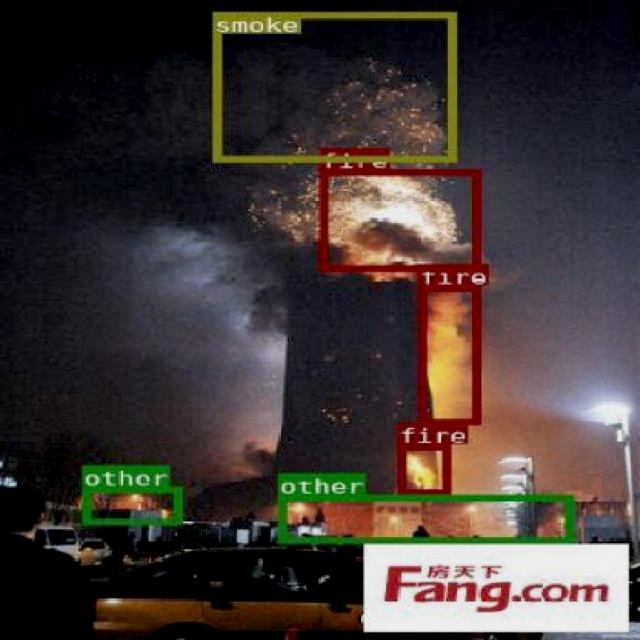 smoke
fire
fire
fire
other
other
房天下
Fang.com